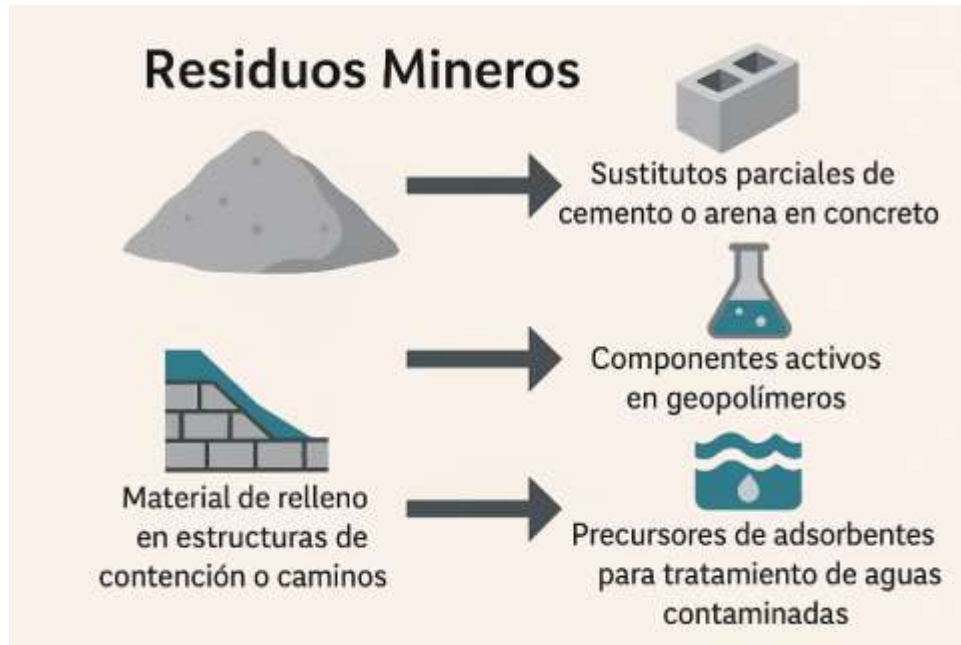 Residuos Mineros
Sustitutos parciales de
cemento o arena en concreto
Componentes activos
en geopolímeros
Material de relleno
en estructuras de
contención o caminos
Precursores de adsorbentes
para tratamiento de aguas
contaminadas